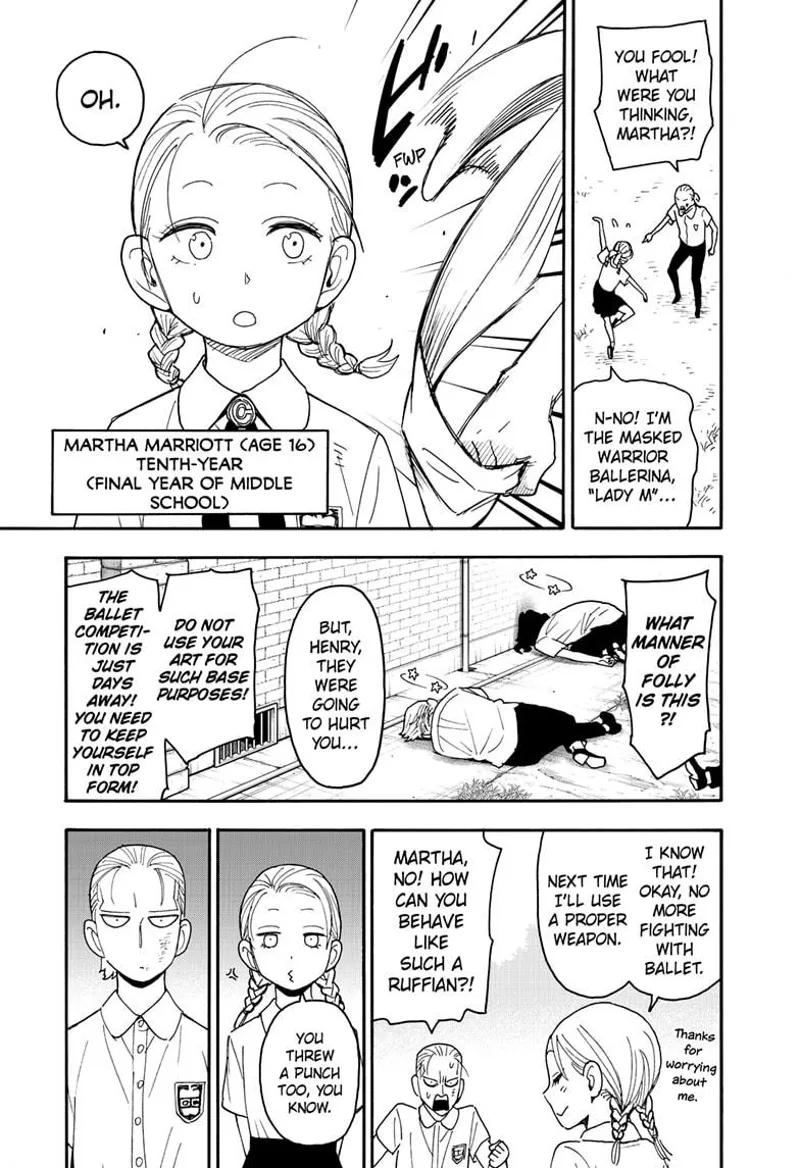 YOU FOOL!
WHAT
WERE YOU
THINKING,
MARTHA?!
N-NO! I'M
THE MASKED
WARRIOR
BALLERINA,
"LADY M"...
ド
FWP
OH.
C
MARTHA MARRIOTT (AGE 16)
TENTH-YEAR
(FINAL YEAR OF MIDDLE
SCHOOL)
WHAT
MANNER
OF
FOLLY
IS THIS
?!
BUT,
HENRY,
THEY
WERE
GOING
TO HURT
YOU...
DO NOT
USE YOUR
ART FOR
SUCH BASE
PURPOSES!
THE
BALLET
COMPETI-
TION IS
JUST
DAYS
AWAY!
YOU NEED
TO KEEP
YOURSELF
IN TOP
FORM!
I KNOW
THAT!
OKAY, NO
MORE
FIGHTING
WITH
BALLET.
NEXT TIME
I'LL USE
A PROPER
WEAPON.
Thanks
for
worrying
about
me.
MARTHA,
NO! HOW
CAN YOU
BEHAVE
LIKE
SUCH A
RUFFIAN?!
YOU
THREW
A PUNCH
TOO, YOU
KNOW.